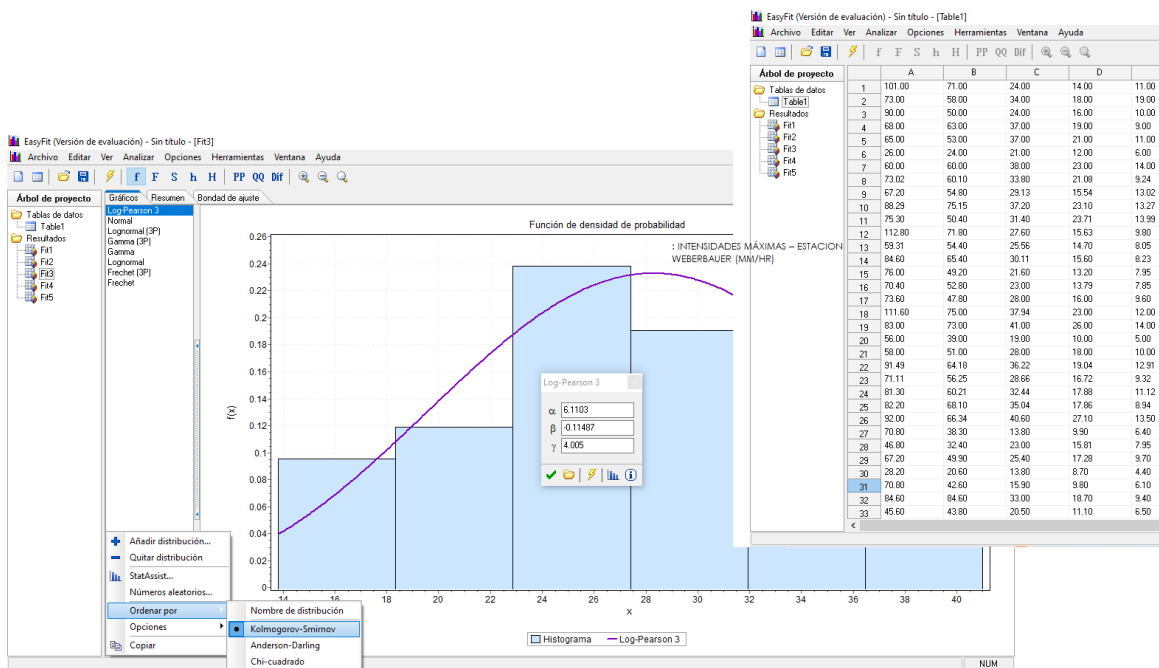 EasyFit (Versión de evaluación) - Sin título - [Table1]
Archivo Editar Ver Analizar Opciones Herramientas Ventana Ayuda
f F S h H PP QQ Dif
Árbol de proyecto
Tablas de datos
Table1
Resultados
Fit1
Fit2
Fit3
Fit4
Fit5
A B C D
1 101.00 71.00 24.00 14.00 11.00
2 73.00 58.00 34.00 18.00 19.00
3 90.00 50.00 24.00 16.00 10.00
4 68.00 63.00 37.00 19.00 9.00
5 65.00 53.00 37.00 21.00 11.00
6 26.00 24.00 21.00 12.00 6.00
7 60.00 60.00 38.00 23.00 14.00
8 73.02 60.10 33.80 21.08 9.24
9 67.20 54.80 29.13 15.54 13.02
10 88.29 75.15 37.20 23.10 13.27
11 75.30 50.40 31.40 23.71 13.99
12 112.80 71.80 27.60 15.63 9.80
13 59.31 54.40 25.56 14.70 8.05
14 84.60 65.40 30.11 15.60 8.23
15 76.00 49.20 21.60 13.20 7.95
16 70.40 52.80 23.00 13.79 7.85
17 73.60 47.80 28.00 16.00 9.60
18 111.60 75.00 37.94 23.00 12.00
19 83.00 73.00 41.00 26.00 14.00
20 56.00 39.00 19.00 10.00 5.00
21 58.00 51.00 28.00 18.00 10.00
22 91.49 64.18 36.22 19.04 12.91
23 71.11 56.25 28.66 16.72 9.32
24 81.30 60.21 32.44 17.88 11.12
25 82.20 68.10 35.04 17.86 8.94
26 92.00 66.34 40.60 27.10 13.50
27 70.80 38.30 13.80 9.90 6.40
28 46.80 32.40 23.00 15.81 7.95
29 67.20 49.90 25.40 17.28 9.70
30 28.20 20.60 13.80 8.70 4.40
31 70.80 42.60 15.90 9.80 6.10
32 84.60 84.60 33.00 18.70 9.40
33 45.60 43.80 20.50 11.10 6.50
EasyFit (Versión de evaluación) - Sin título - [Fit3]
Archivo Editar Ver Analizar Opciones Herramientas Ventana Ayuda
f F S h H PP QQ Dif
Árbol de proyecto
Tablas de datos
Table1
Resultados
Fit1
Fit2
Fit3
Fit4
Fit5
Gráficos Resumen Bondad de ajuste
Log-Pearson 3
Normal
Lognormal (3P)
Gamma (3P)
Gamma
Lognormal
Frechet (3P)
Frechet
Función de densidad de probabilidad
: INTENSIDADES MÁXIMAS – ESTACION
WEBERBAUER (MM/HR)
0.26
0.24
0.22
0.2
0.18
0.16
0.14
0.12
0.1
0.08
0.06
0.04
0.02
0
f(x)
14 16 18 20 22 24 26 28 30 32 34 36 38 40
x
Histograma Log-Pearson 3
Log-Pearson 3
α 6.1103
β -0.11487
γ 4.005
Añadir distribución...
Quitar distribución
StatAssist...
Números aleatorios...
Ordenar por
Opciones
Copiar
Nombre de distribución
Kolmogorov-Smirnov
Anderson-Darling
Chi-cuadrado
NUM